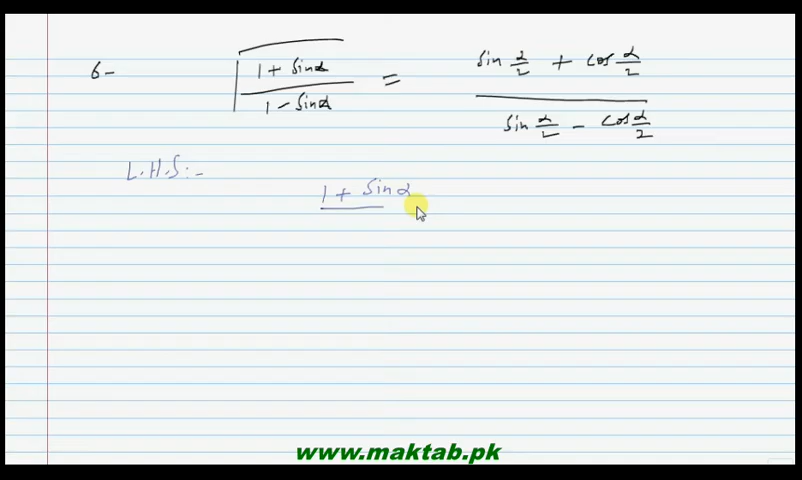 6- √(1 + Sinα / 1 - Sinα) = Sin α/2 + Cos α/2 / Sin α/2 - Cos α/2
L.H.S:-
1 + Sinα
www.maktab.pk